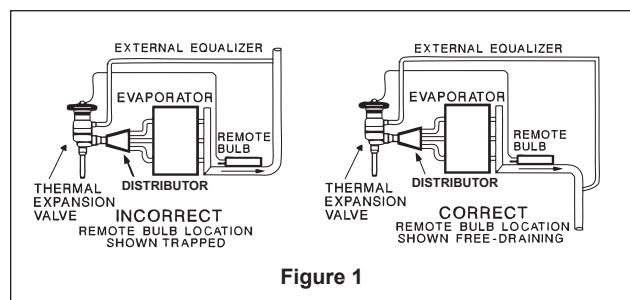 EXTERNAL EQUALIZER
EVAPORATOR
REMOTE
BULB
THERMAL
EXPANSION
VALVE
DISTRIBUTOR
INCORRECT
REMOTE BULB LOCATION
SHOWN TRAPPED
EXTERNAL EQUALIZER
EVAPORATOR
REMOTE
BULB
THERMAL
EXPANSION
VALVE
DISTRIBUTOR
CORRECT
REMOTE BULB LOCATION
SHOWN FREE-DRAINING
Figure 1